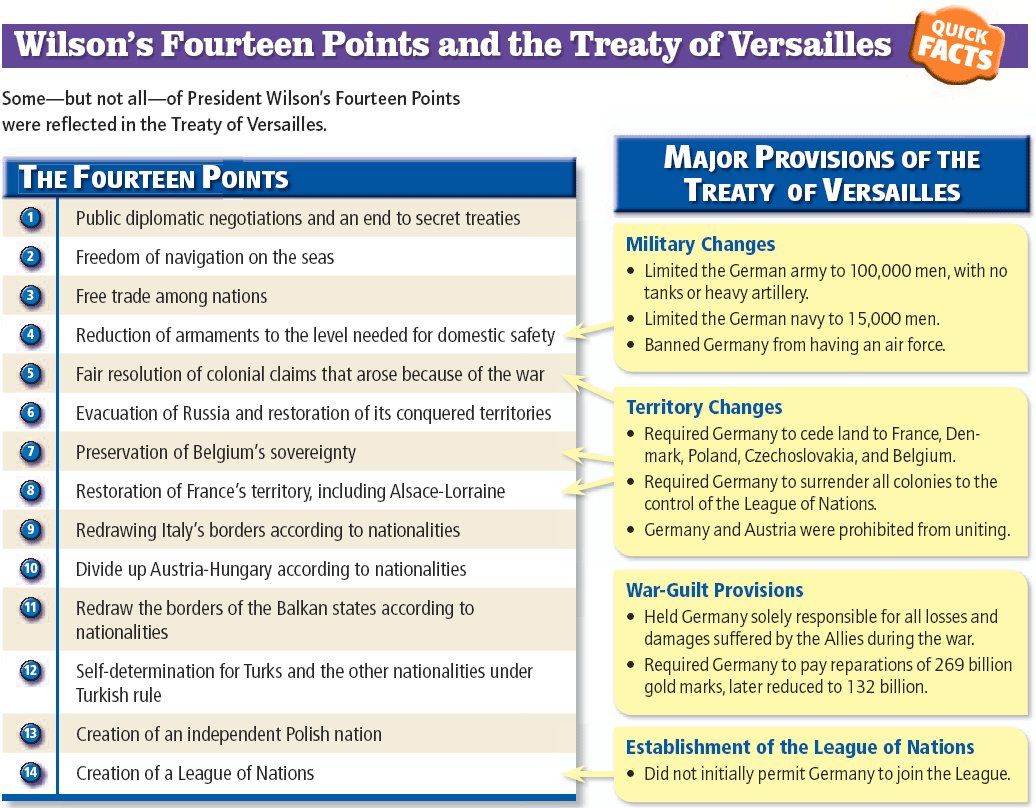 Wilson's Fourteen Points and the Treaty of Versailles
QUICK
FACTS
Some—but not all—of President Wilson's Fourteen Points
were reflected in the Treaty of Versailles.
THE FOURTEEN POINTS
1 Public diplomatic negotiations and an end to secret treaties
2 Freedom of navigation on the seas
3 Free trade among nations
4 Reduction of armaments to the level needed for domestic safety
5 Fair resolution of colonial claims that arose because of the war
6 Evacuation of Russia and restoration of its conquered territories
7 Preservation of Belgium's sovereignty
8 Restoration of France's territory, including Alsace-Lorraine
9 Redrawing Italy's borders according to nationalities
10 Divide up Austria-Hungary according to nationalities
11 Redraw the borders of the Balkan states according to
nationalities
12 Self-determination for Turks and the other nationalities under
Turkish rule
13 Creation of an independent Polish nation
14 Creation of a League of Nations
MAJOR PROVISIONS OF THE
TREATY OF VERSAILLES
Military Changes
• Limited the German army to 100,000 men, with no
tanks or heavy artillery.
• Limited the German navy to 15,000 men.
• Banned Germany from having an air force.
Territory Changes
• Required Germany to cede land to France, Den-
mark, Poland, Czechoslovakia, and Belgium.
• Required Germany to surrender all colonies to the
control of the League of Nations.
• Germany and Austria were prohibited from uniting.
War-Guilt Provisions
• Held Germany solely responsible for all losses and
damages suffered by the Allies during the war.
• Required Germany to pay reparations of 269 billion
gold marks, later reduced to 132 billion.
Establishment of the League of Nations
• Did not initially permit Germany to join the League.